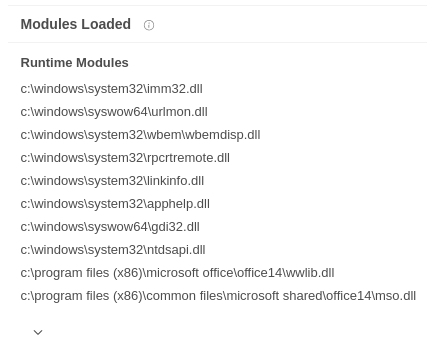 Modules Loaded
Runtime Modules
c:\windows\system32\imm32.dll
c:\windows\syswow64\urlmon.dll
c:\windows\system32\wbem\wbemdisp.dll
c:\windows\system32\rpcrtremote.dll
c:\windows\system32\linkinfo.dll
c:\windows\system32\apphelp.dll
c:\windows\syswow64\gdi32.dll
c:\windows\system32\ntdsapi.dll
c:\program files (x86)\microsoft office\office14\wwlib.dll
c:\program files (x86)\common files\microsoft shared\office14\mso.dll